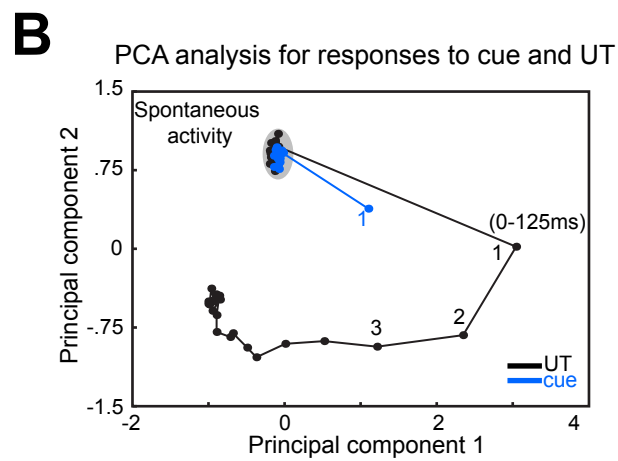 B
PCA analysis for responses to cue and UT
1.5
Spontaneous
activity
.75
Principal component 2
(0-125ms)
1
1
0
2
3
-.75
UT
cue
-1.5
-2
0
2
4
Principal component 1